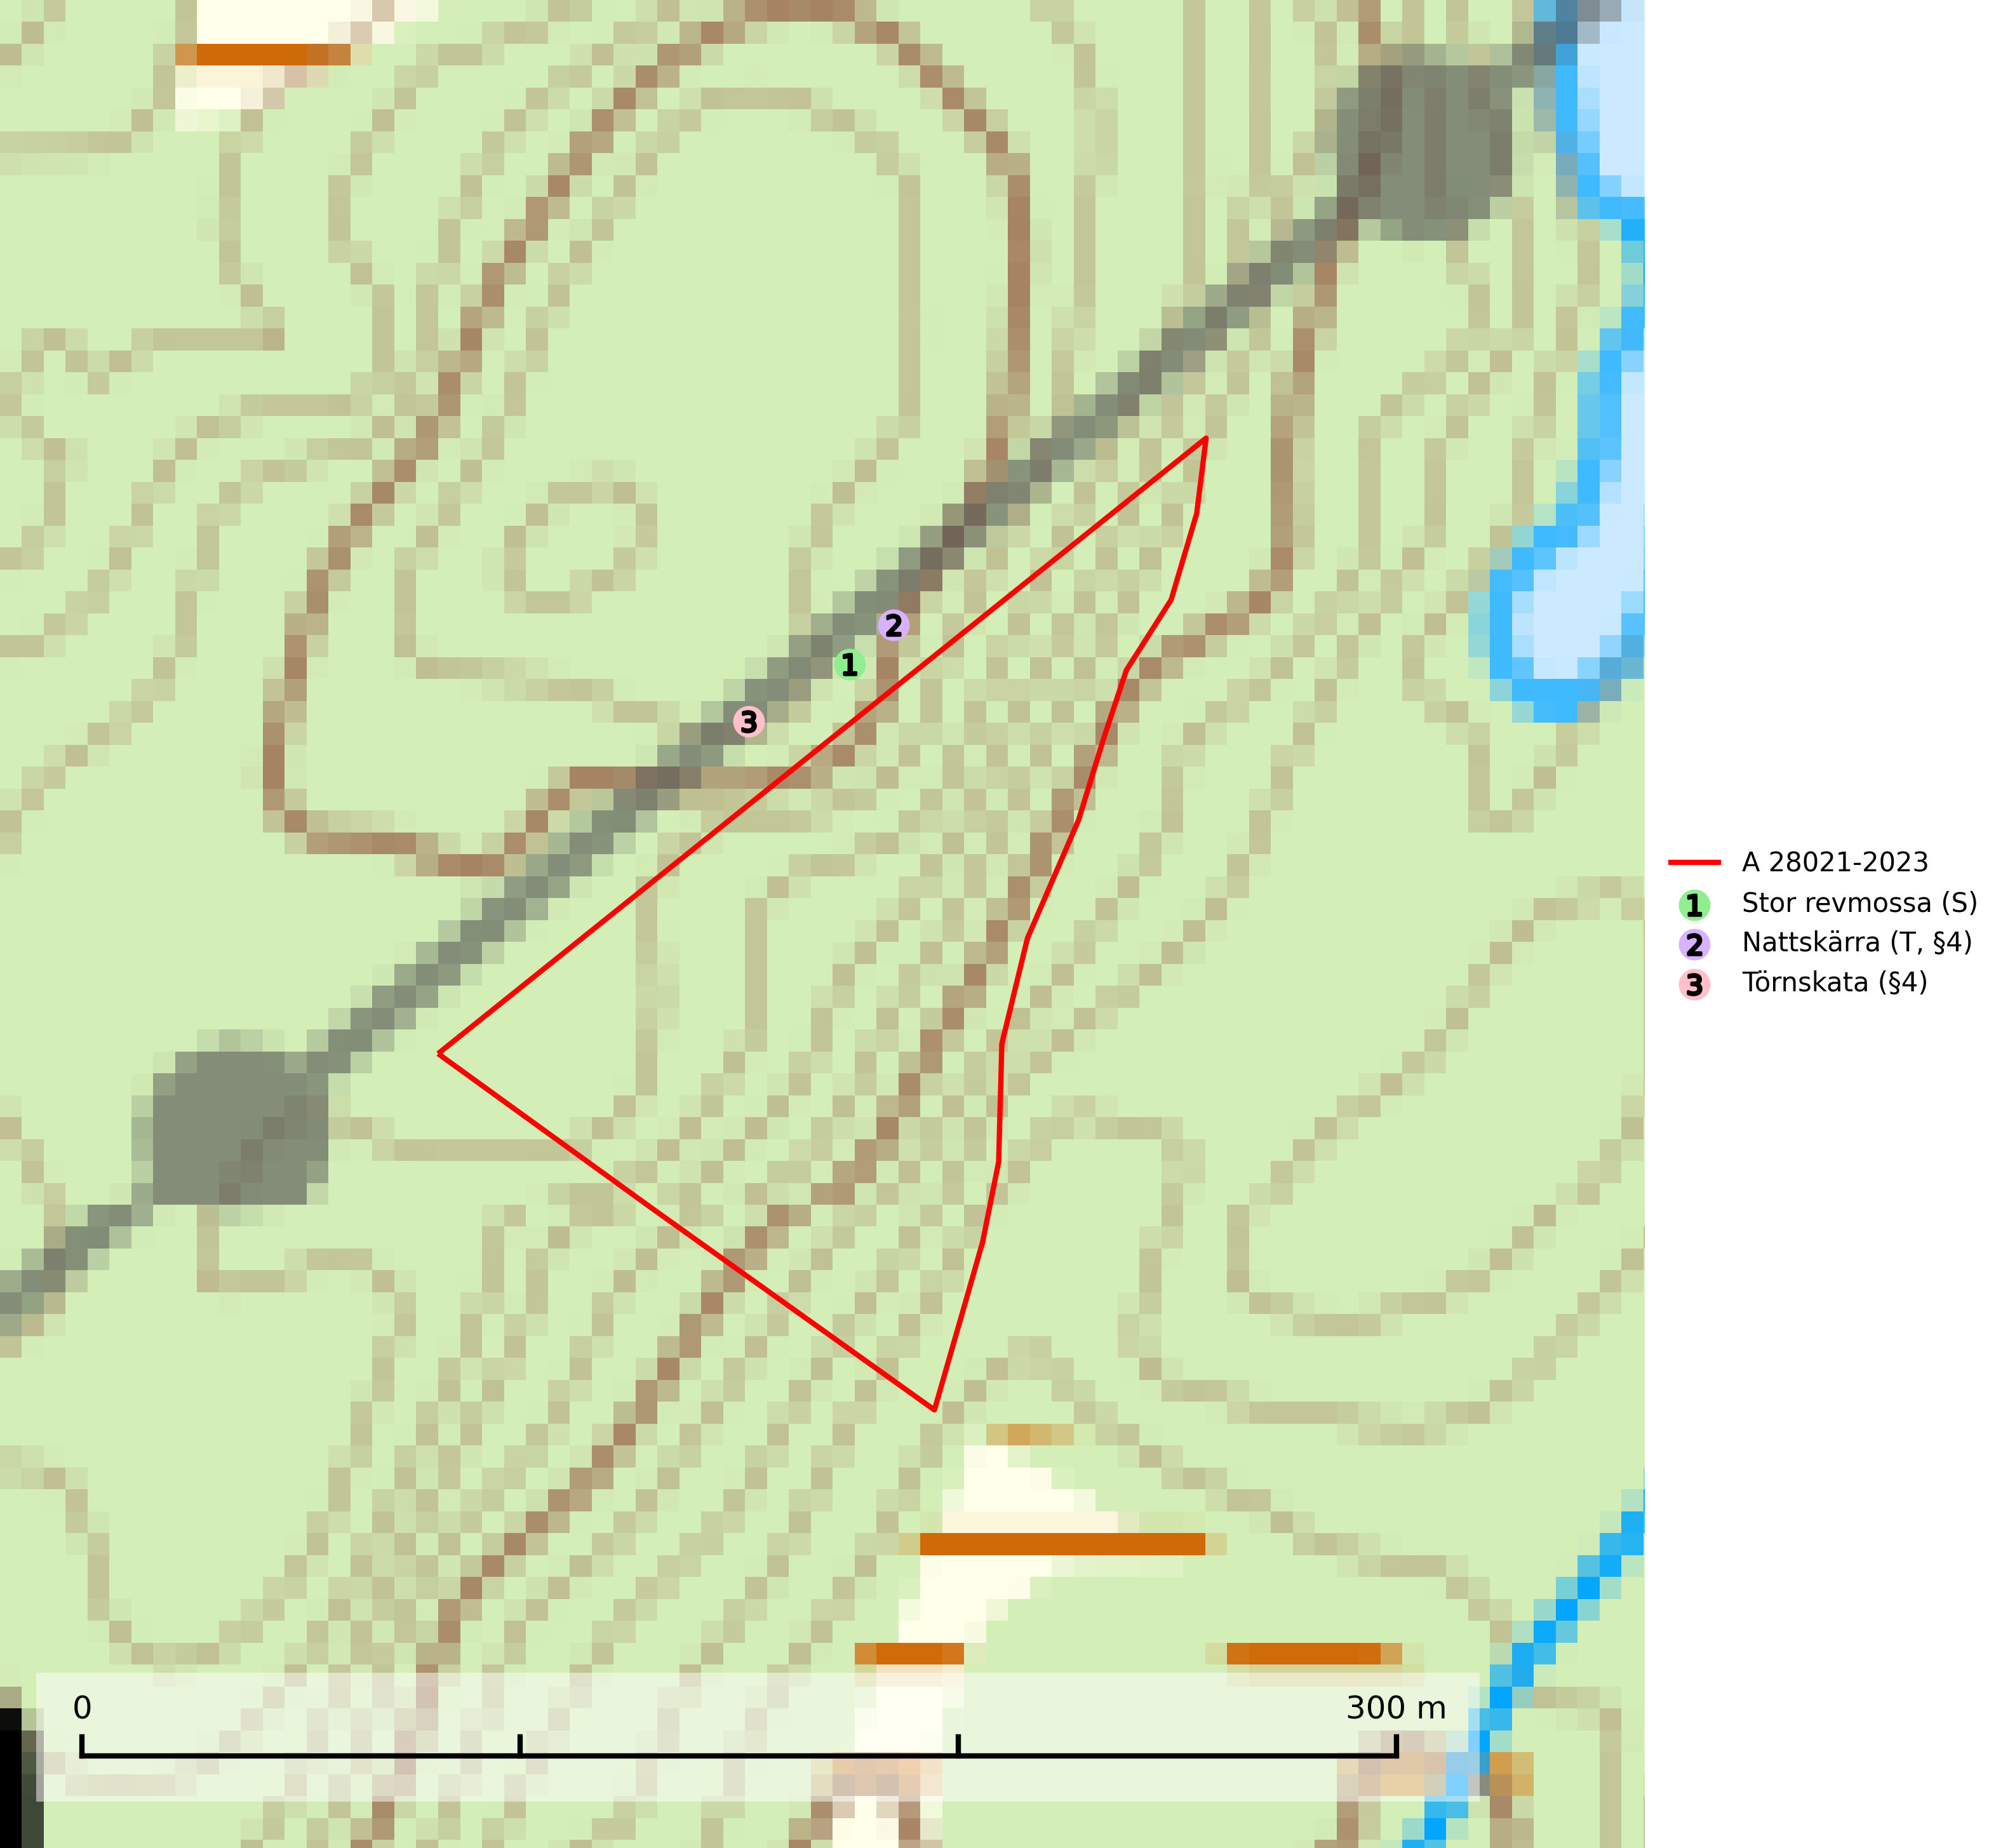 2
1
3
A 28021-2023
1 Stor revmossa (S)
2 Nattskärra (T, §4)
3 Törnskata (§4)
0 300 m